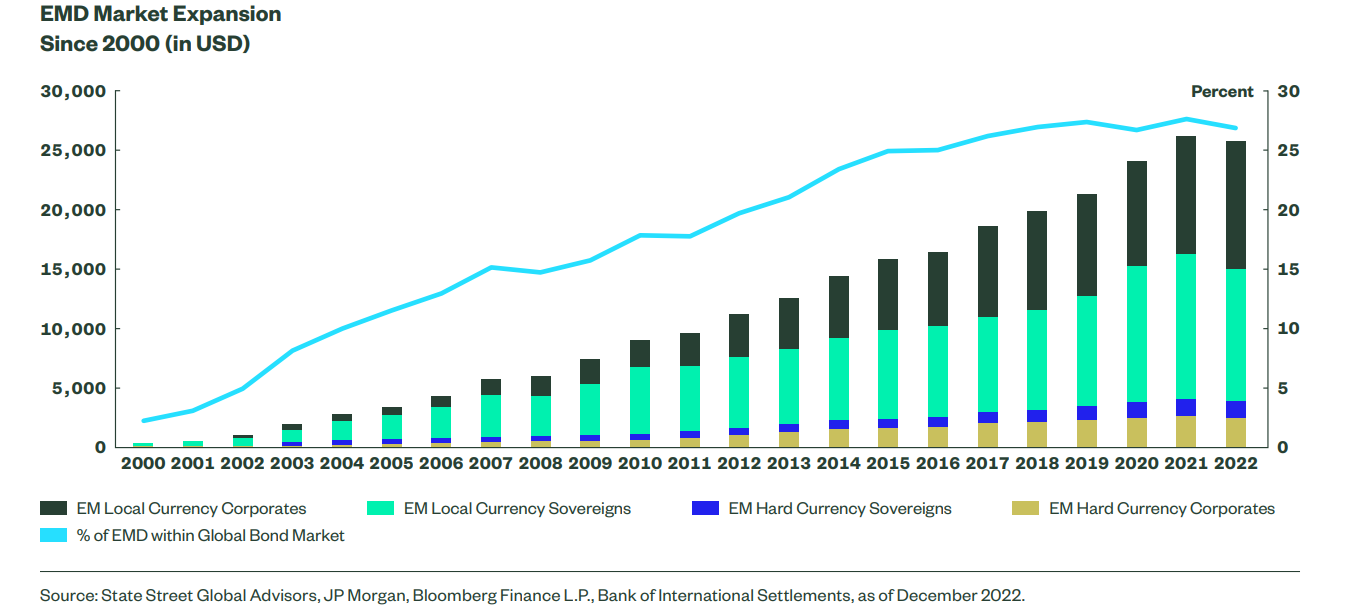 EMD Market Expansion
Since 2000 (in USD)
Percent
30,000
25,000
20,000
15,000
10,000
5,000
0
30
25
20
15
10
5
0
2000 2001 2002 2003 2004 2005 2006 2007 2008 2009 2010 2011 2012 2013 2014 2015 2016 2017 2018 2019 2020 2021 2022
EM Local Currency Corporates EM Local Currency Sovereigns EM Hard Currency Sovereigns EM Hard Currency Corporates
% of EMD within Global Bond Market
Source: State Street Global Advisors, JP Morgan, Bloomberg Finance L.P., Bank of International Settlements, as of December 2022.